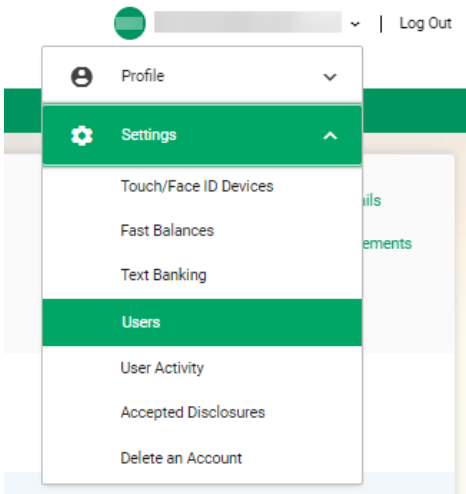 Log Out
Profile
Settings
Touch/Face ID Devices
ils
Fast Balances
ements
Text Banking
Users
User Activity
Accepted Disclosures
Delete an Account